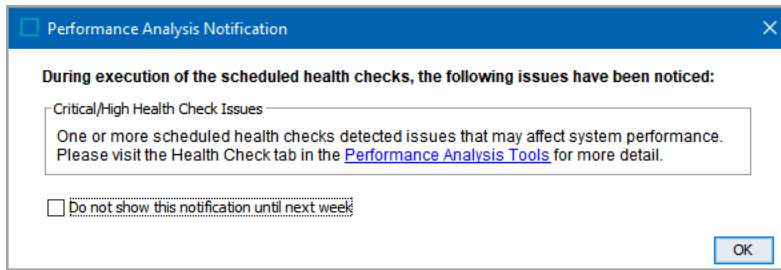 Performance Analysis Notification
During execution of the scheduled health checks, the following issues have been noticed:
Critical/High Health Check Issues
One or more scheduled health checks detected issues that may affect system performance.
Please visit the Health Check tab in the Performance Analysis Tools for more detail.
Do not show this notification until next week
OK